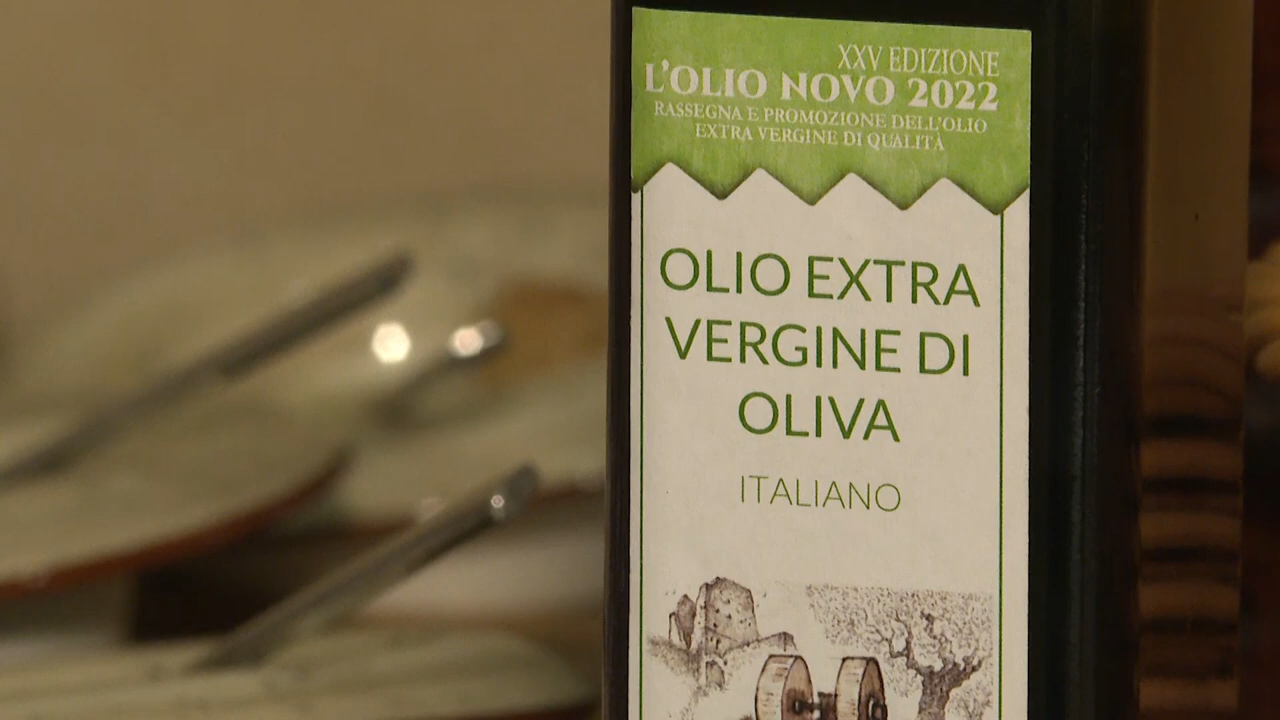 XXV EDIZIONE
L'OLIO NOVO 2022
RASSEGNA E PROMOZIONE DELL'OLIO
EXTRA VERGINE DI QUALITÀ
OLIO EXTRA
VERGINE DI
OLIVA
ITALIANO